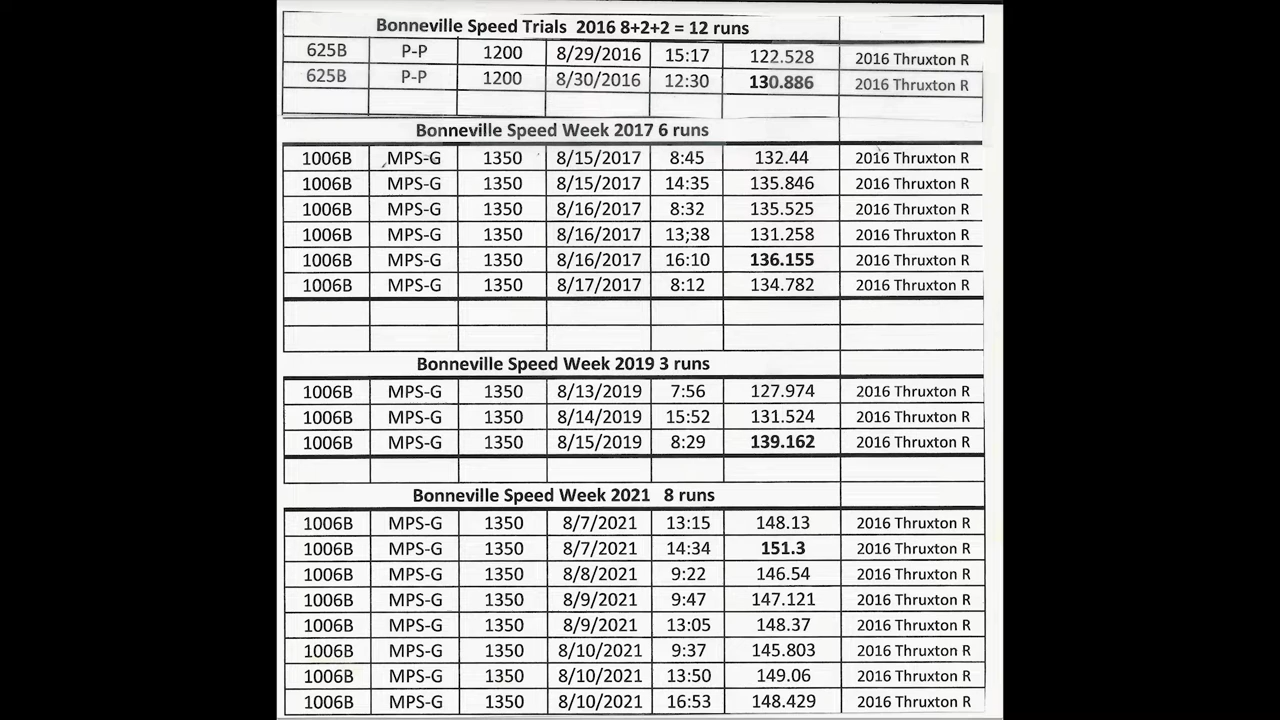 Bonneville Speed Trials 2016 8+2+2 = 12 runs
625B P-P 1200 8/29/2016 15:17 122.528 2016 Thruxton R
625B P-P 1200 8/30/2016 12:30 130.886 2016 Thruxton R
Bonneville Speed Week 2017 6 runs
1006B MPS-G 1350 8/15/2017 8:45 132.44 2016 Thruxton R
1006B MPS-G 1350 8/15/2017 14:35 135.846 2016 Thruxton R
1006B MPS-G 1350 8/16/2017 8:32 135.525 2016 Thruxton R
1006B MPS-G 1350 8/16/2017 13;38 131.258 2016 Thruxton R
1006B MPS-G 1350 8/16/2017 16:10 136.155 2016 Thruxton R
1006B MPS-G 1350 8/17/2017 8:12 134.782 2016 Thruxton R
Bonneville Speed Week 2019 3 runs
1006B MPS-G 1350 8/13/2019 7:56 127.974 2016 Thruxton R
1006B MPS-G 1350 8/14/2019 15:52 131.524 2016 Thruxton R
1006B MPS-G 1350 8/15/2019 8:29 139.162 2016 Thruxton R
Bonneville Speed Week 2021 8 runs
1006B MPS-G 1350 8/7/2021 13:15 148.13 2016 Thruxton R
1006B MPS-G 1350 8/7/2021 14:34 151.3 2016 Thruxton R
1006B MPS-G 1350 8/8/2021 9:22 146.54 2016 Thruxton R
1006B MPS-G 1350 8/9/2021 9:47 147.121 2016 Thruxton R
1006B MPS-G 1350 8/9/2021 13:05 148.37 2016 Thruxton R
1006B MPS-G 1350 8/10/2021 9:37 145.803 2016 Thruxton R
1006B MPS-G 1350 8/10/2021 13:50 149.06 2016 Thruxton R
1006B MPS-G 1350 8/10/2021 16:53 148.429 2016 Thruxton R